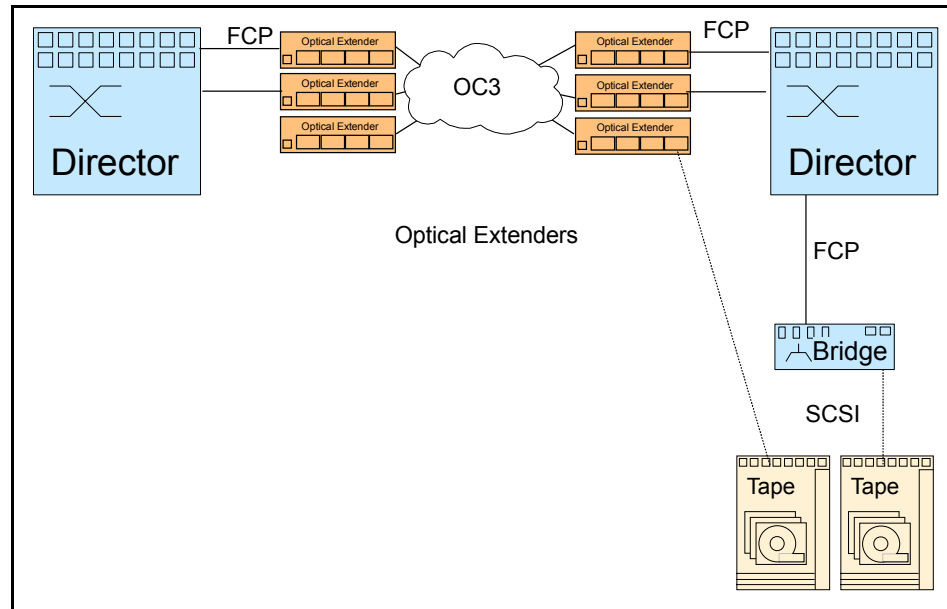 FCP
Optical Extender
Optical Extender
FCP
Optical Extender
Optical Extender
OC3
Optical Extender
Optical Extender
Director
Director
Optical Extenders
FCP
Bridge
SCSI
Tape
Tape